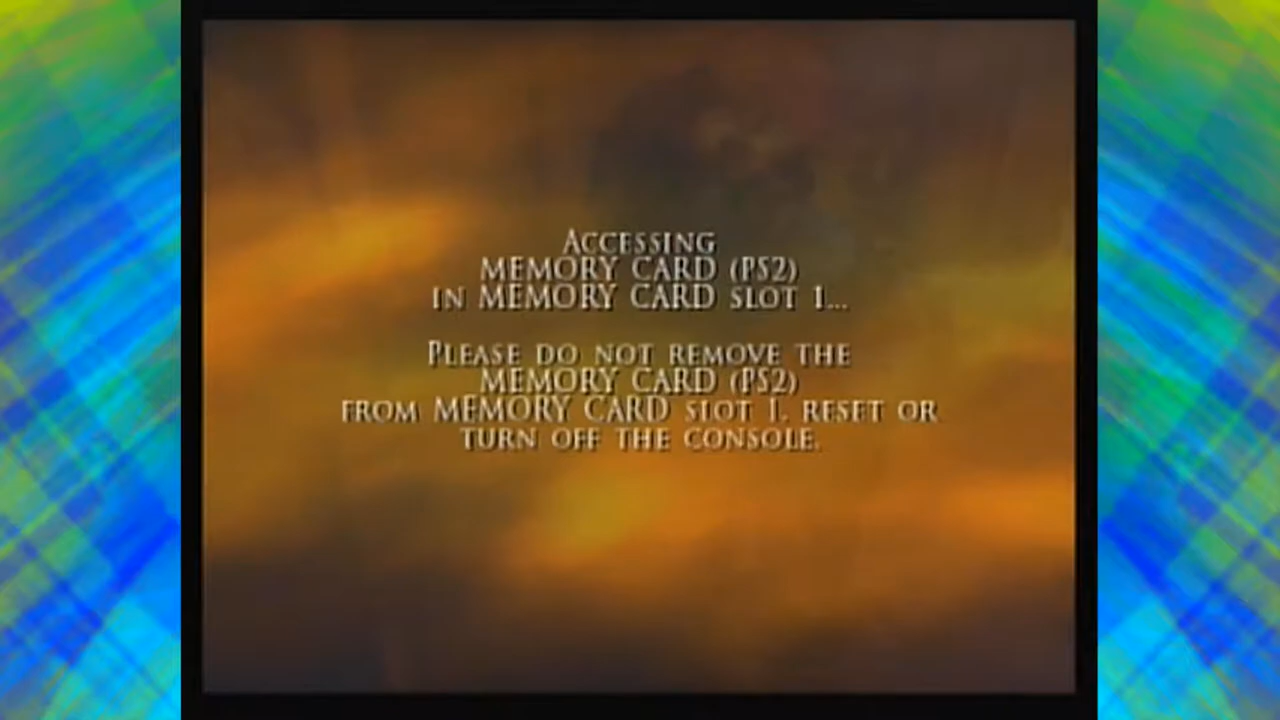 ACCESSING
MEMORY CARD (PS2)
IN MEMORY CARD SLOT 1...
PLEASE DO NOT REMOVE THE
MEMORY CARD (PS2)
FROM MEMORY CARD SLOT 1, RESET OR
TURN OFF THE CONSOLE.